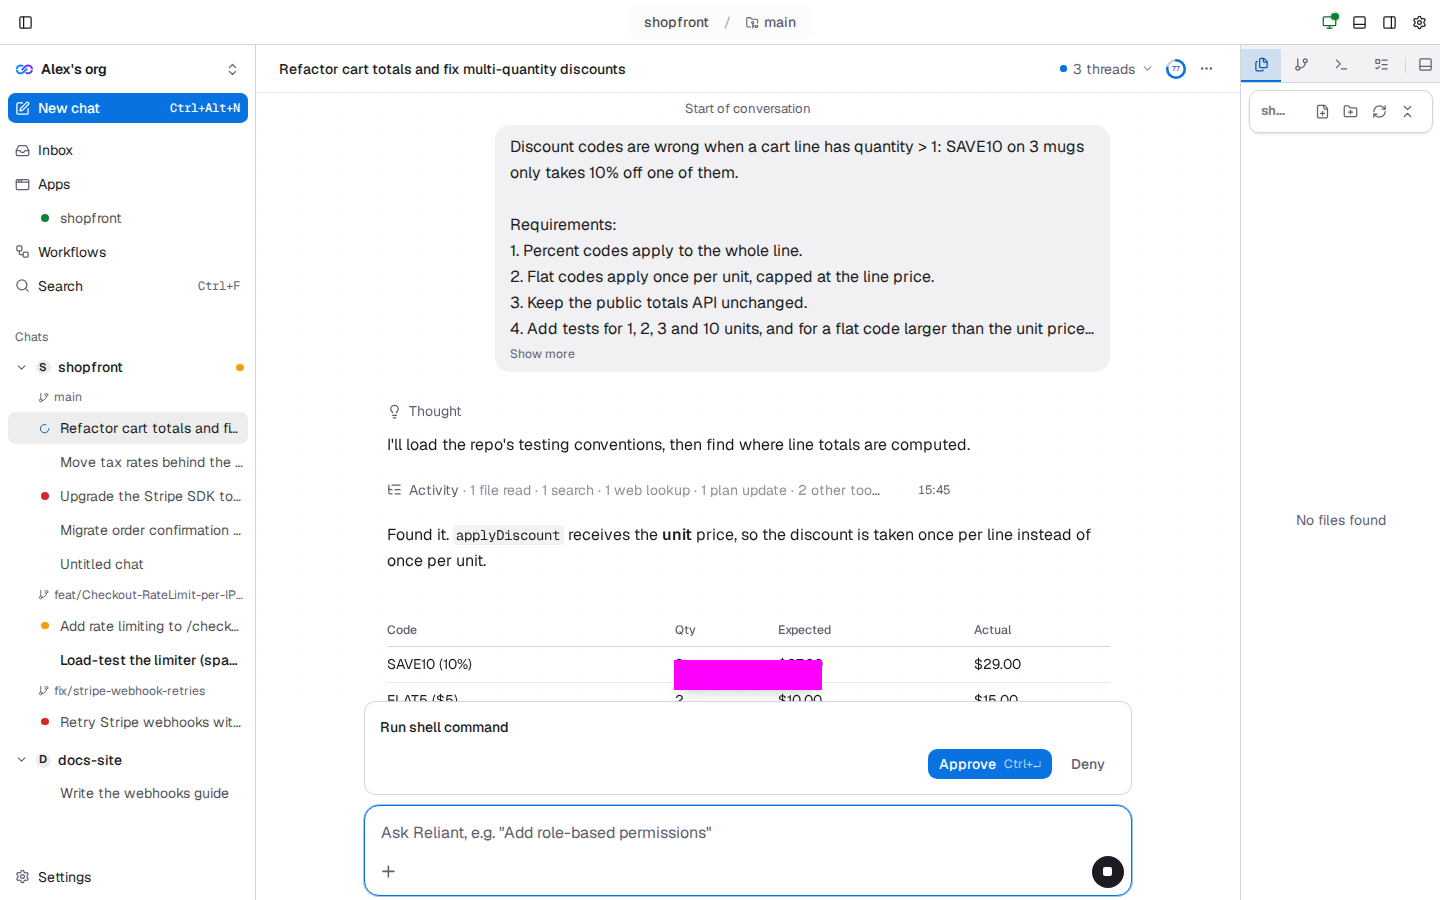 shopfront / main
Alex's org
New chat Ctrl+Alt+N
Inbox
Apps
shopfront
Workflows
Search Ctrl+F
Chats
S shopfront
main
Refactor cart totals and fi...
Move tax rates behind the ...
Upgrade the Stripe SDK to...
Migrate order confirmation ...
Untitled chat
feat/Checkout-RateLimit-per-IP...
Add rate limiting to /check...
Load-test the limiter (spa...
fix/stripe-webhook-retries
Retry Stripe webhooks wit...
D docs-site
Write the webhooks guide
Settings
Refactor cart totals and fix multi-quantity discounts
3 threads 77
Start of conversation
Discount codes are wrong when a cart line has quantity > 1: SAVE10 on 3 mugs
only takes 10% off one of them.
Requirements:
1. Percent codes apply to the whole line.
2. Flat codes apply once per unit, capped at the line price.
3. Keep the public totals API unchanged.
4. Add tests for 1, 2, 3 and 10 units, and for a flat code larger than the unit price...
Show more
Thought
I'll load the repo's testing conventions, then find where line totals are computed.
Activity · 1 file read · 1 search · 1 web lookup · 1 plan update · 2 other too... 15:45
Found it. applyDiscount receives the unit price, so the discount is taken once per line instead of
once per unit.
Code Qty Expected Actual
SAVE10 (10%) $29.00
FLAT5 ($5) 2 $10.00 $15.00
Run shell command
Approve Ctrl+↵ Deny
Ask Reliant, e.g. "Add role-based permissions"
sh...
No files found